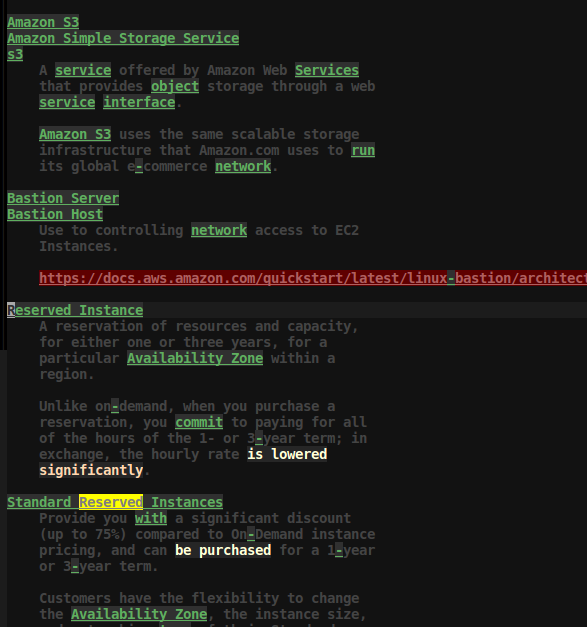 Amazon S3
Amazon Simple Storage Service
s3
A service offered by Amazon Web Services
that provides object storage through a web
service interface.
Amazon S3 uses the same scalable storage
infrastructure that Amazon.com uses to run
its global e-commerce network.
Bastion Server
Bastion Host
Use to controlling network access to EC2
Instances.
https://docs.aws.amazon.com/quickstart/latest/linux-bastion/architect
Reserved Instance
A reservation of resources and capacity,
for either one or three years, for a
particular Availability Zone within a
region.
Unlike on-demand, when you purchase a
reservation, you commit to paying for all
of the hours of the 1- or 3-year term; in
exchange, the hourly rate is lowered
significantly.
Standard Reserved Instances
Provide you with a significant discount
(up to 75%) compared to On-Demand instance
pricing, and can be purchased for a 1-year
or 3-year term.
Customers have the flexibility to change
the Availability Zone, the instance size,